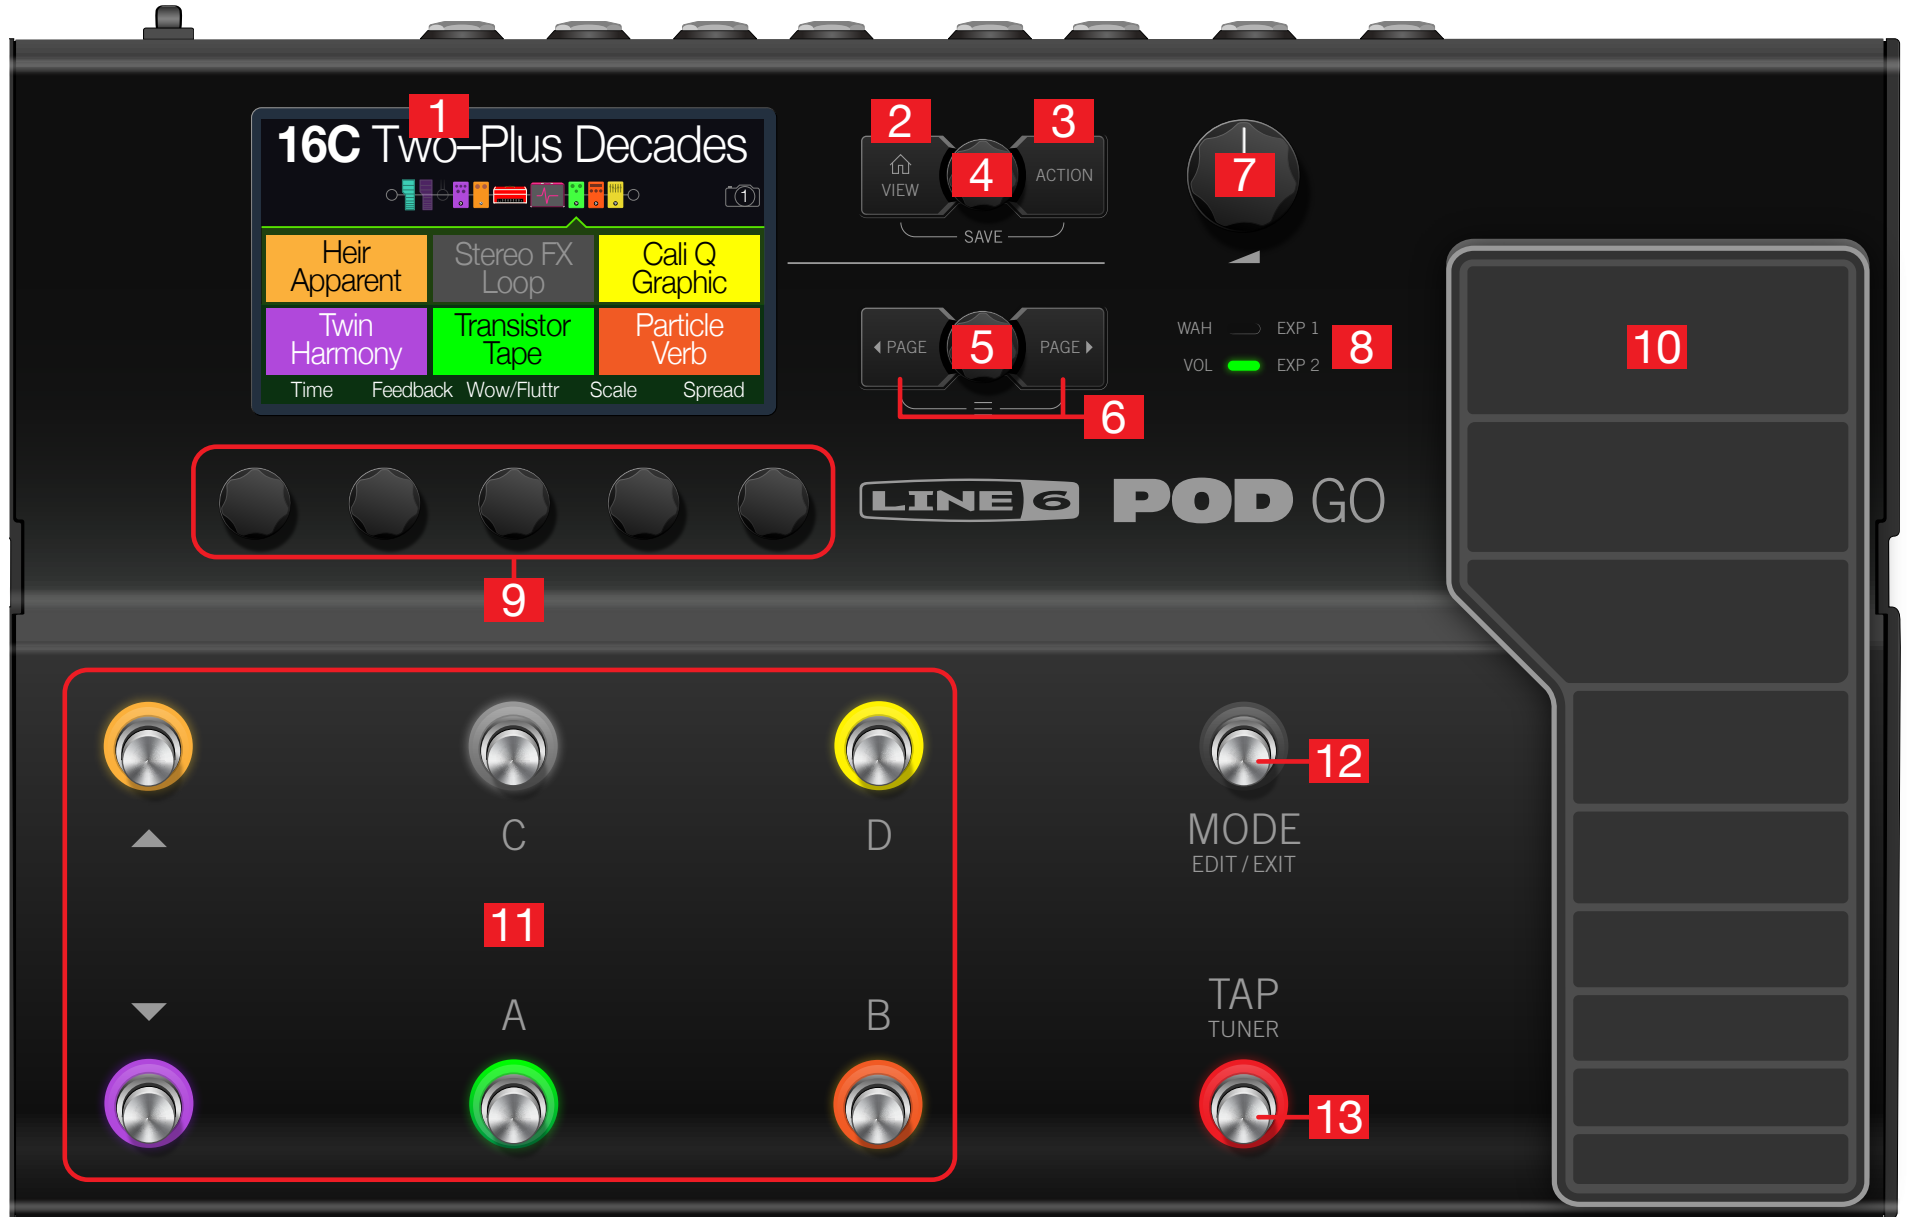 1
16C Two–Plus Decades
1
Heir Apparent
Stereo FX Loop
Cali Q Graphic
Twin Harmony
Transistor Tape
Particle Verb
Time Feedback Wow/Fluttr Scale Spread
2
3
VIEW
4
ACTION
SAVE
7
PAGE
5
PAGE
6
WAH
EXP 1
VOL
EXP 2
8
10
LINE 6
POD GO
9
C
D
12
MODE
EDIT / EXIT
11
A
B
TAP
TUNER
13